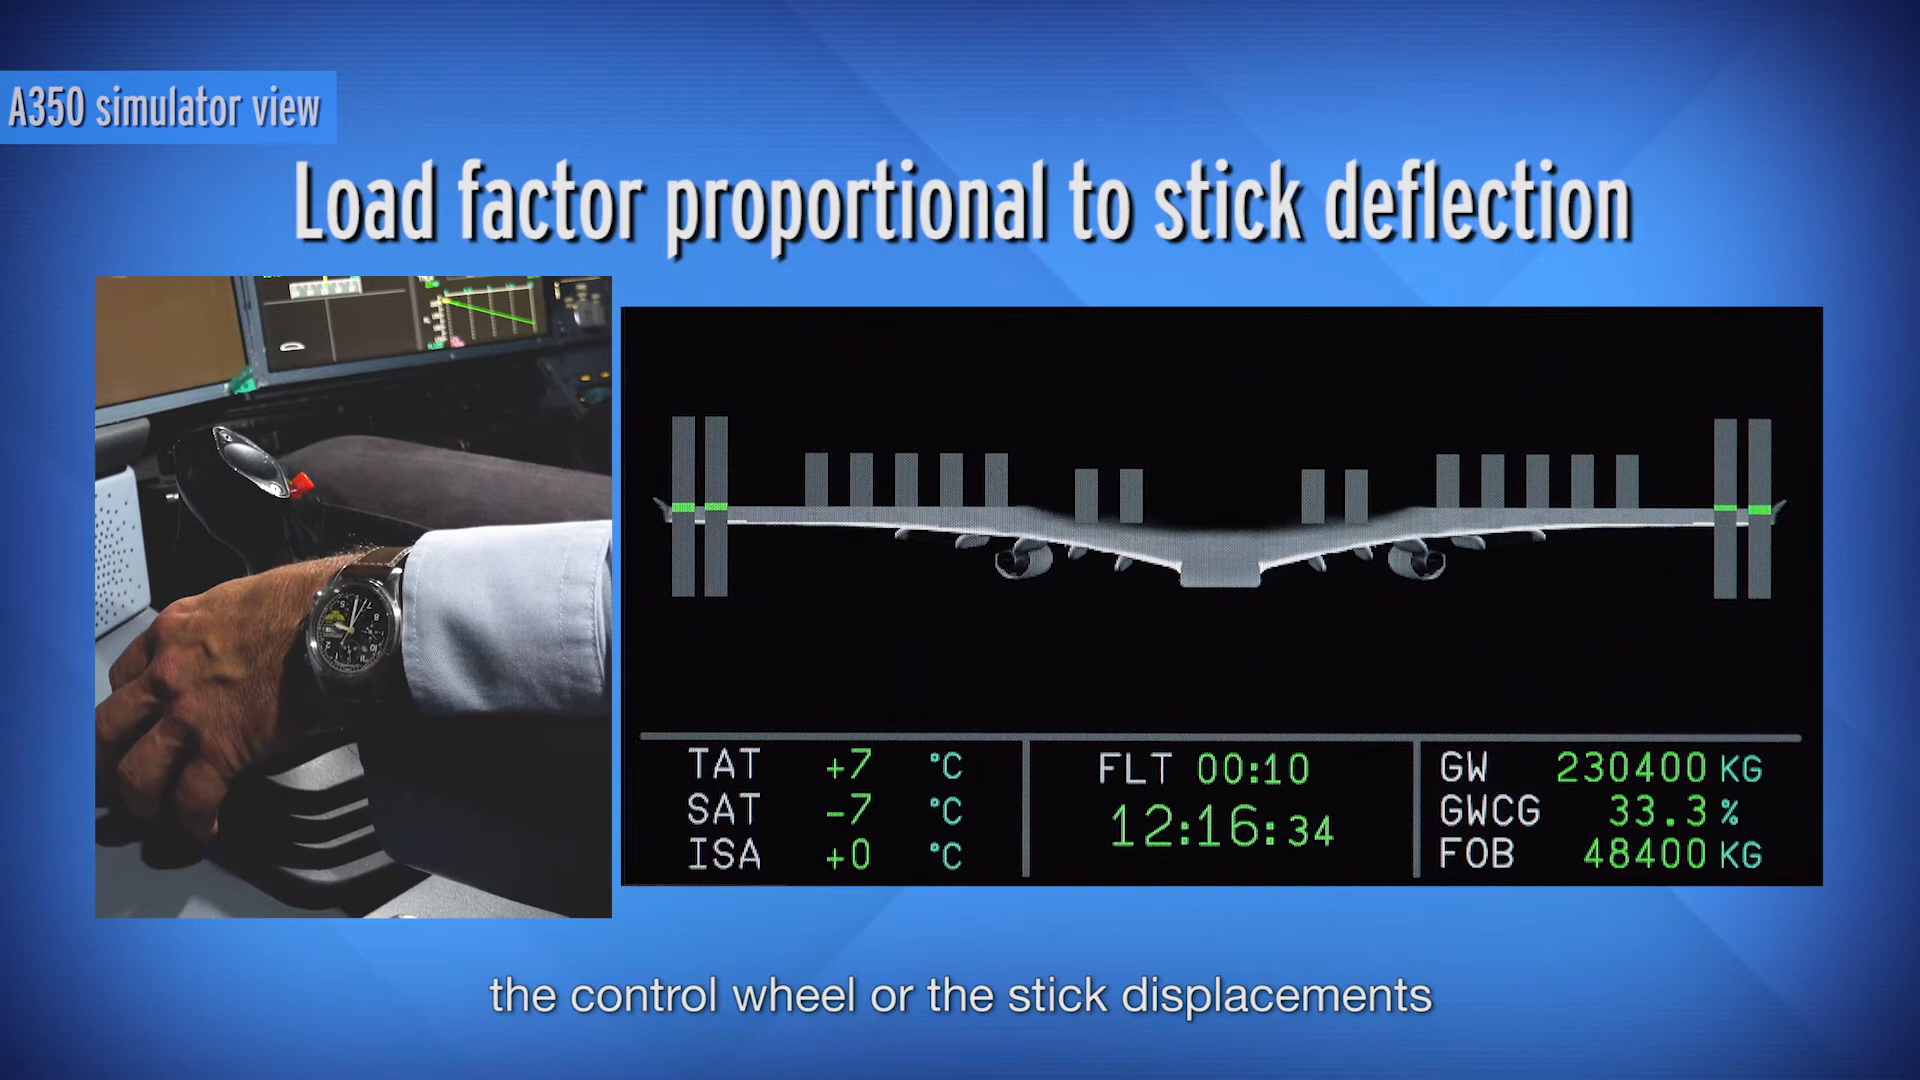 A350 simulator view
Load factor proportional to stick deflection
TAT +7 °C
SAT -7 °C
ISA +0 °C
FLT 00:10
12:16:34
GW 230400 KG
GWCG 33.3 %
FOB 48400 KG
the control wheel or the stick displacements